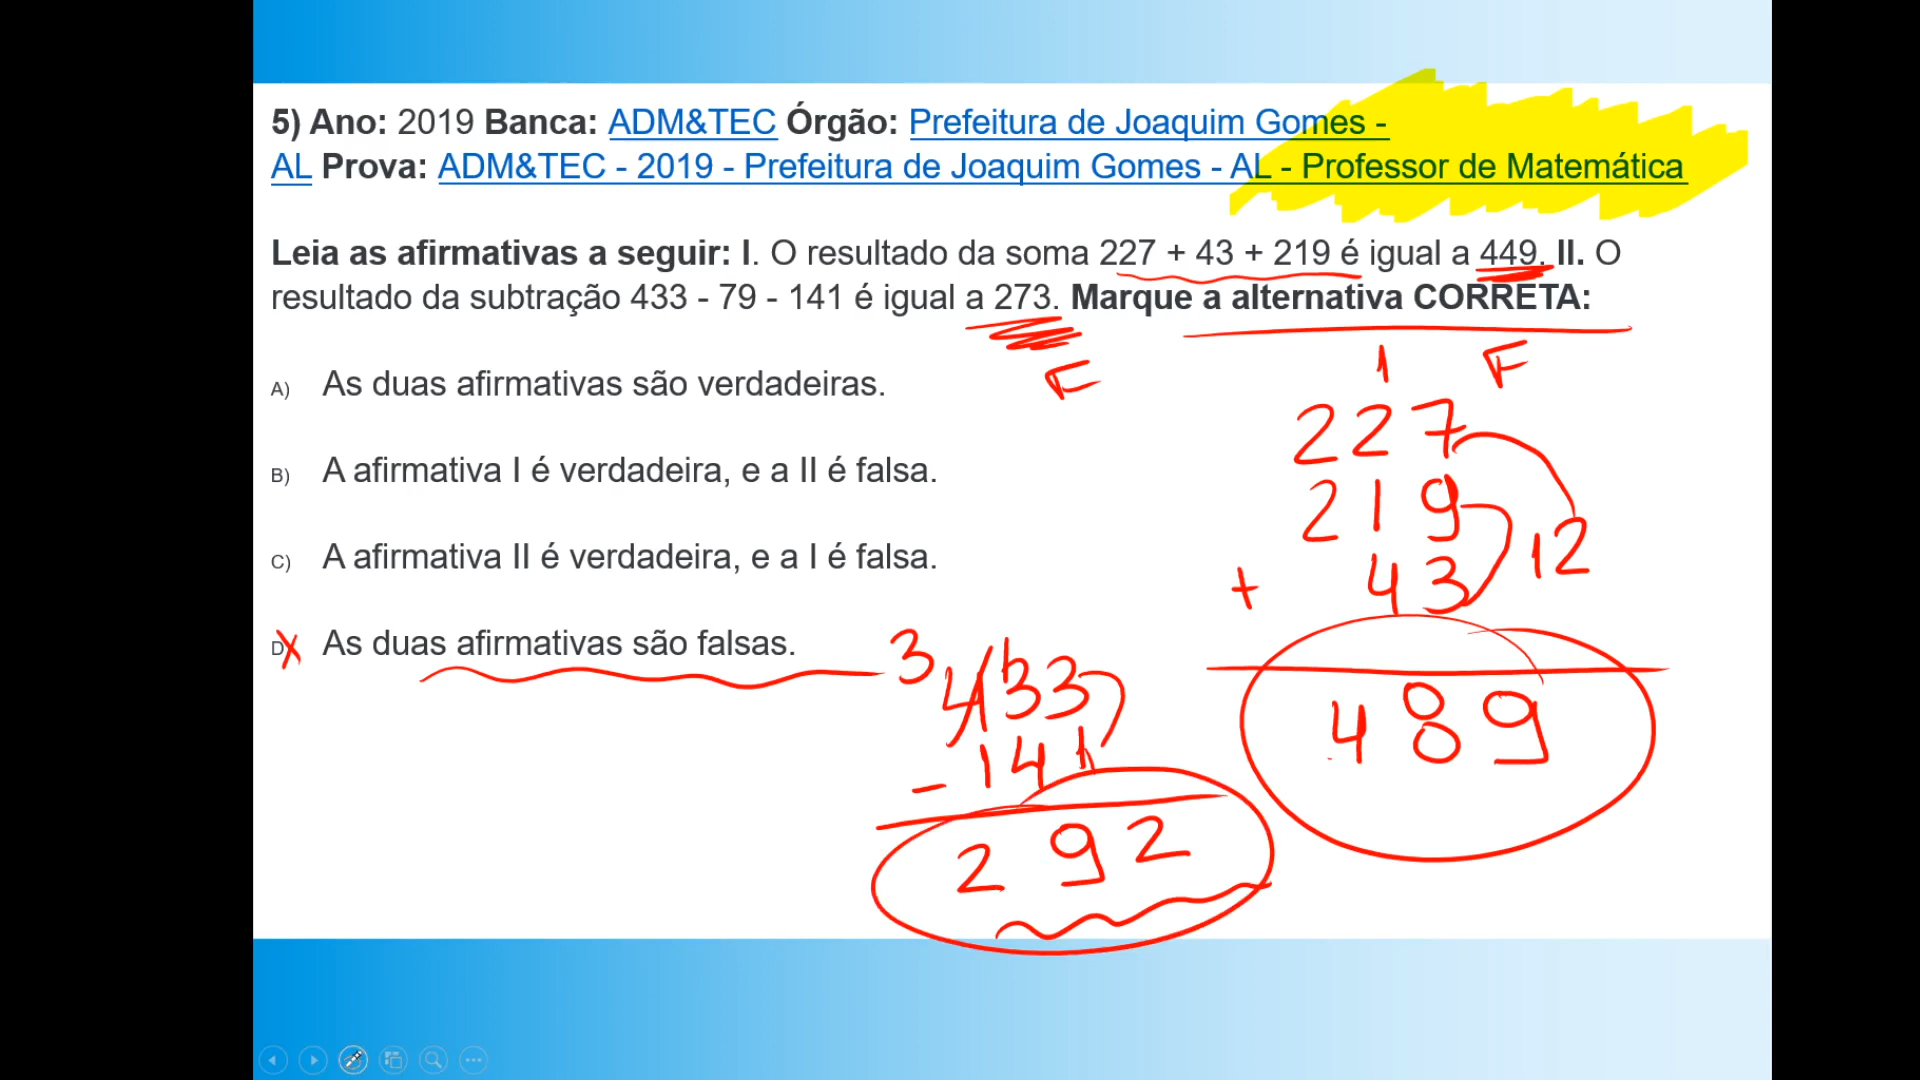 5) Ano: 2019 Banca: ADM&TEC Órgão: Prefeitura de Joaquim Gomes -
AL Prova: ADM&TEC - 2019 - Prefeitura de Joaquim Gomes - AL - Professor de Matemática
Leia as afirmativas a seguir: I. O resultado da soma 227 + 43 + 219 é igual a 449. II. O
resultado da subtração 433 - 79 - 141 é igual a 273. Marque a alternativa CORRETA:
F
1 F
A) As duas afirmativas são verdadeiras.
227
B) A afirmativa I é verdadeira, e a II é falsa.
219
12
C) A afirmativa II é verdadeira, e a I é falsa.
+ 43
D) As duas afirmativas são falsas.
489
3 1
433
- 141
292